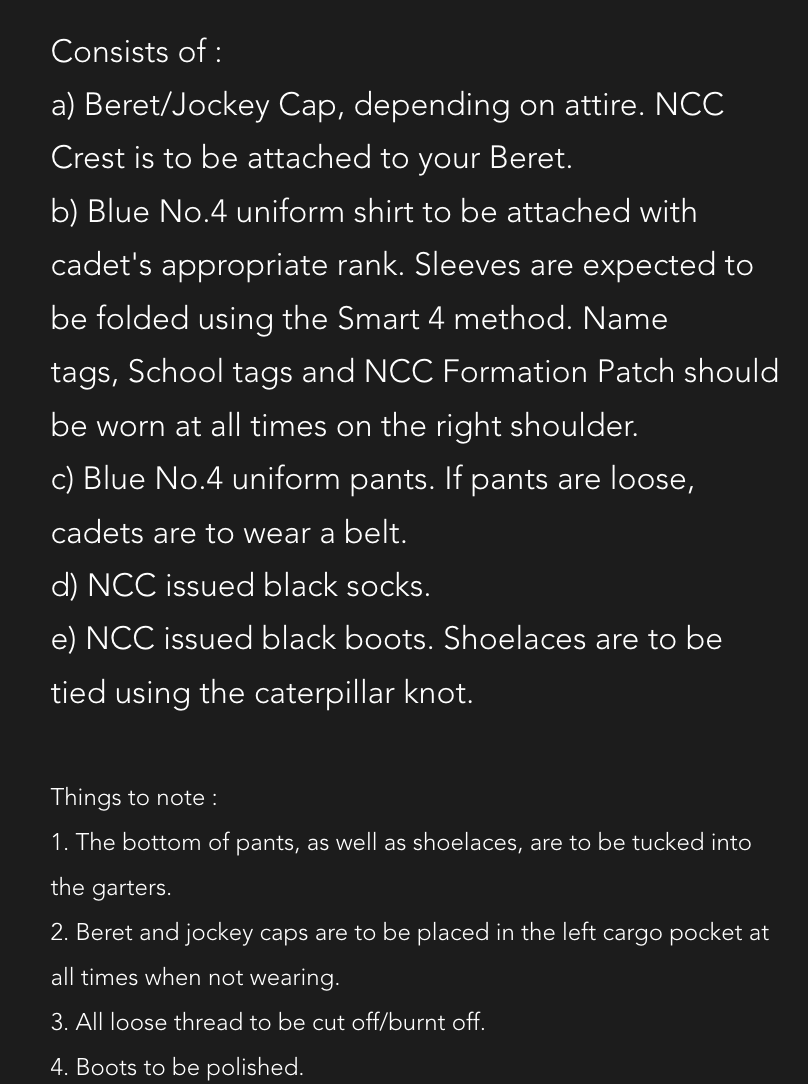 Consists of :
a) Beret/Jockey Cap, depending on attire. NCC
Crest is to be attached to your Beret.
b) Blue No.4 uniform shirt to be attached with
cadet's appropriate rank. Sleeves are expected to
be folded using the Smart 4 method. Name
tags, School tags and NCC Formation Patch should
be worn at all times on the right shoulder.
c) Blue No.4 uniform pants. If pants are loose,
cadets are to wear a belt.
d) NCC issued black socks.
e) NCC issued black boots. Shoelaces are to be
tied using the caterpillar knot.
Things to note :
1. The bottom of pants, as well as shoelaces, are to be tucked into
the garters.
2. Beret and jockey caps are to be placed in the left cargo pocket at
all times when not wearing.
3. All loose thread to be cut off/burnt off.
4. Boots to be polished.